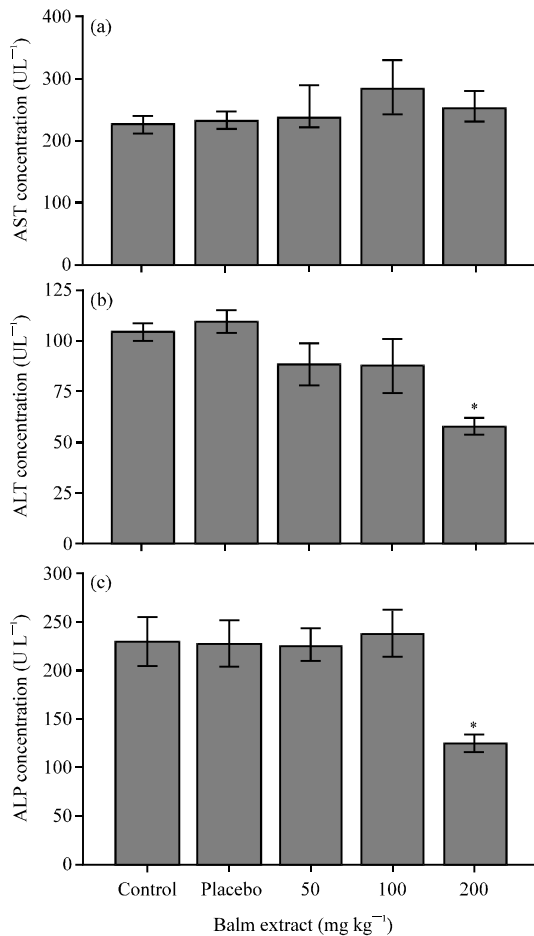 (a)
AST concentration (UL⁻¹)
400
300
200
100
0
(b)
ALT concentration (UL⁻¹)
125
100
75
50
25
0
*
(c)
ALP concentration (U L⁻¹)
300
250
200
150
100
50
0
*
Control Placebo 50 100 200
Balm extract (mg kg⁻¹)